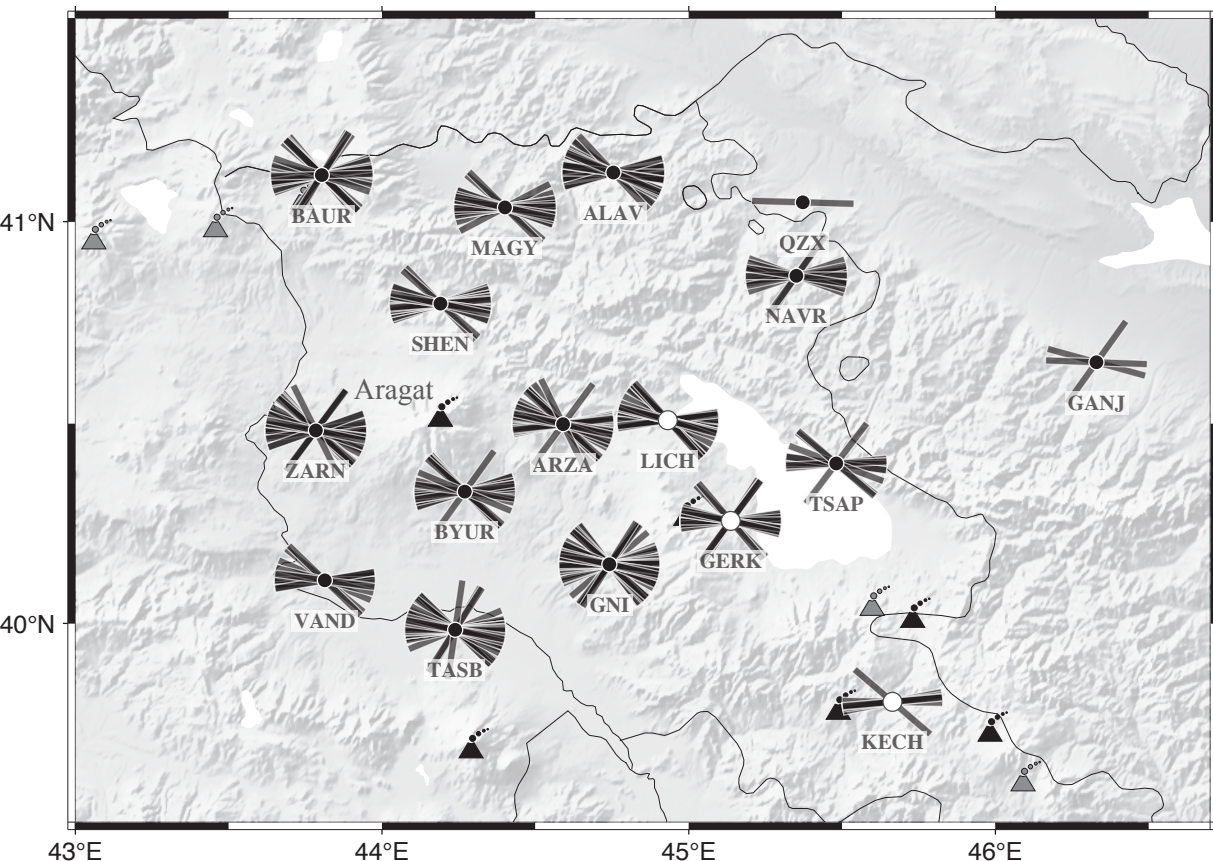 BAUR
ALAV
MAGY
41°N
QZX
NAVR
SHEN
Aragat
GANJ
ZARN
ARZA
LICH
BYUR
TSAP
GERK
GNI
VAND
40°N
TASB
KECH
43°E
44°E
45°E
46°E